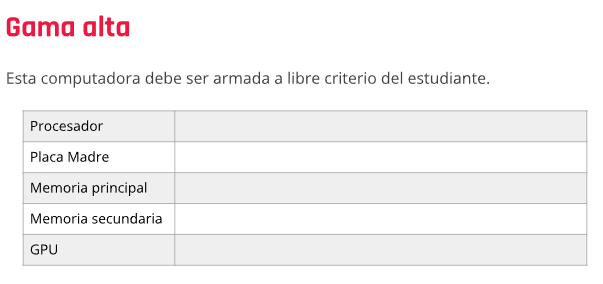 Gama alta
Esta computadora debe ser armada a libre criterio del estudiante.
Procesador
Placa Madre
Memoria principal
Memoria secundaria
GPU